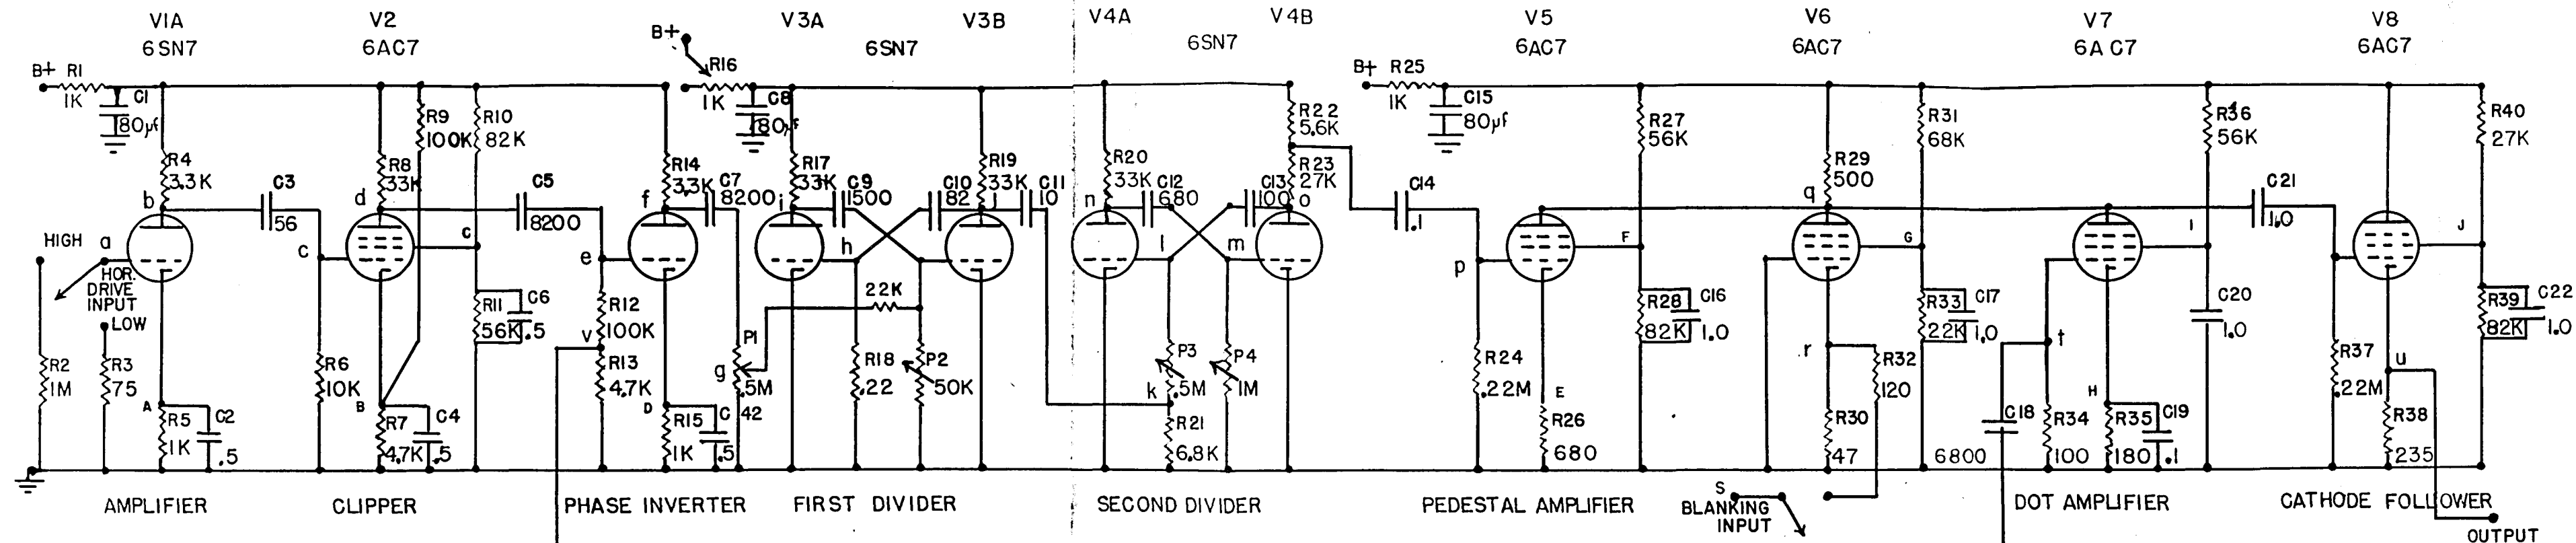 V1A
6SN7
V2
6AC7
V3A
V3B
6SN7
V4A
V4B
6SN7
V5
6AC7
V6
6AC7
V7
6AC7
V8
6AC7
B+ R1
1K
C1
80µf
R4
3.3K
b
C3
56
HIGH
a
HOR.
DRIVE
INPUT
LOW
R2
1M
R3
75
A
R5
1K
C2
.5
AMPLIFIER
R9
100K
R10
82K
R8
33K
d
c
C
C5
8200
R6
10K
B
R7
4.7K
C4
.5
R11
56K
C6
.5
CLIPPER
B+
R16
1K
C8
80µf
R14
3.3K
f
C7
8200
e
R12
100K
V
R13
4.7K
D
R15
1K
C
42
.5
P1
g
.5M
PHASE INVERTER
R17
33K
i
C9
1500
C10
82
R19
33K
j
C11
10
h
22K
R18
.22
P2
50K
FIRST DIVIDER
R20
33K
n
C12
680
C13
100
R22
5.6K
R23
27K
o
l
m
P3
.5M
P4
1M
k
R21
6.8K
SECOND DIVIDER
B+
R25
1K
C15
80µf
C14
.1
p
R24
.22M
E
R26
680
F
R27
56K
R28
82K
C16
1.0
PEDESTAL AMPLIFIER
R29
500
q
G
R31
68K
r
R32
120
R30
47
R33
22K
C17
1.0
S
BLANKING
INPUT
6800
C18
t
R34
100
H
R35
180
C19
.1
R36
56K
I
C20
1.0
DOT AMPLIFIER
C21
1.0
R37
.22M
u
R38
235
J
R40
27K
R39
82K
C22
1.0
CATHODE FOLLOWER
OUTPUT